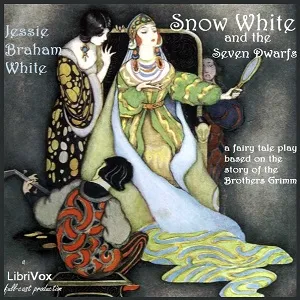 Jessie
Braham
White
Snow White
and the
Seven Dwarfs
a fairy tale play
based on the
story of the
Brothers Grimm
a
LibriVox
full-cast production